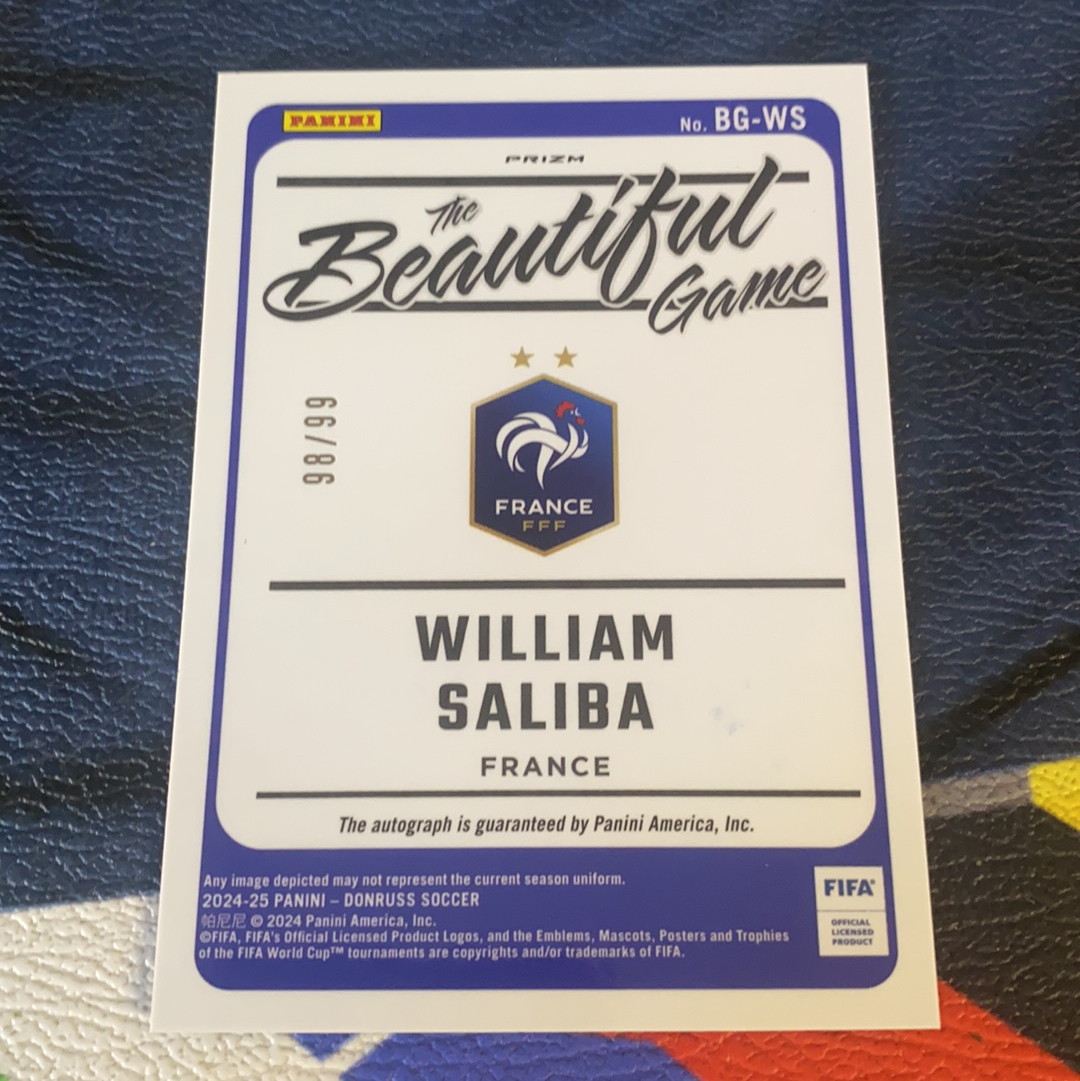 PANINI
No. BG-WS
PRIZM
The
Beautiful
Game
98/99
FRANCE
FFF
WILLIAM
SALIBA
FRANCE
The autograph is guaranteed by Panini America, Inc.
Any image depicted may not represent the current season uniform.
2024-25 PANINI – DONRUSS SOCCER
帕尼尼 © 2024 Panini America, Inc.
©FIFA, FIFA's Official Licensed Product Logos, and the Emblems, Mascots, Posters and Trophies
of the FIFA World Cup™ tournaments are copyrights and/or trademarks of FIFA.
FIFA®
OFFICIAL
LICENSED
PRODUCT